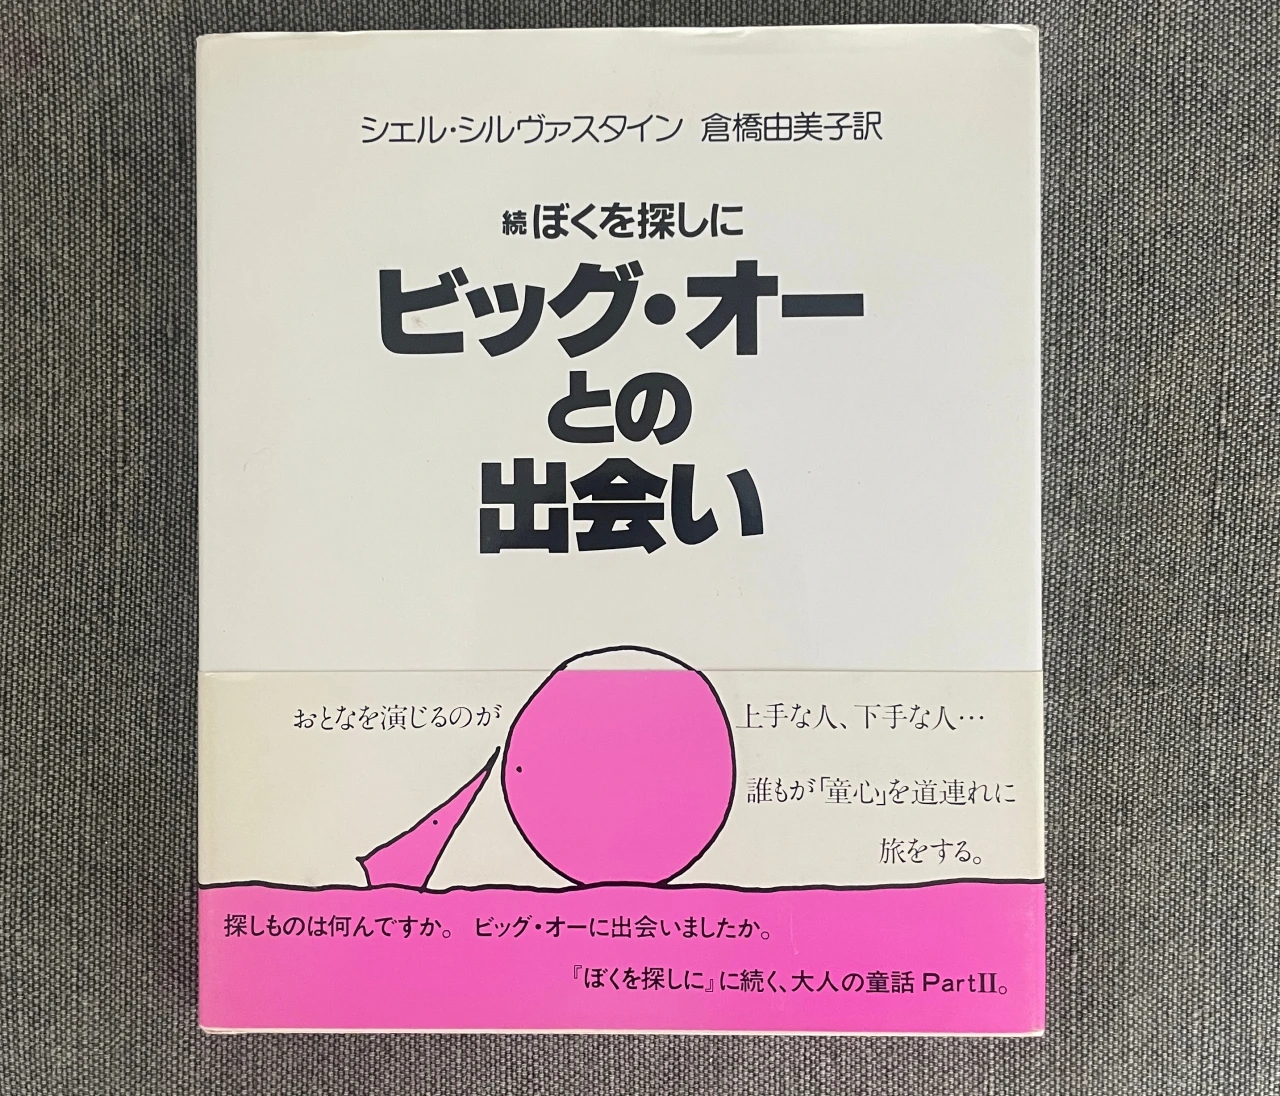 シェル・シルヴァスタイン 倉橋由美子訳
続 ぼくを探しに
ビッグ・オー
との
出会い
おとなを演じるのが 上手な人、下手な人…
誰もが「童心」を道連れに
旅をする。
探しものは何んですか。 ビッグ・オーに出会いましたか。
『ぼくを探しに』に続く、大人の童話 PartII。